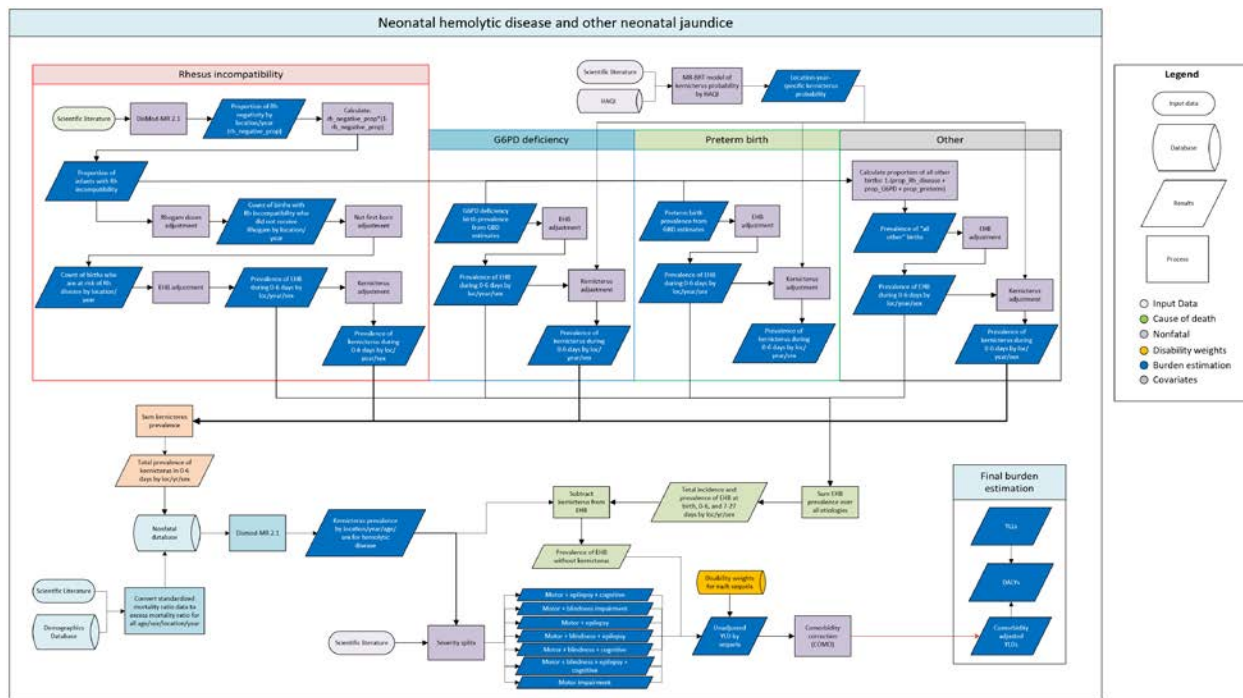 Neonatal hemolytic disease and other neonatal jaundice
Rhesus incompatibility
Scientific literature
DisMod-MR 2.1
Proportion of Rh
negativity by
location/year
(rh_negative_prop)
Calculate:
rh_negative_prop*(1-
rh_negative_prop)
Proportion of
infants with Rh
incompatibility
Rhogam doses
adjustment
Count of births with
Rh incompatibility who
did not receive
Rhogam by location/
year
Not first born
adjustment
Count of births who
are at risk of Rh
disease by location/
year
EHB adjustment
Prevalence of EHB
during 0-6 days by
loc/year/sex
Kernicterus
adjustment
Prevalence of
kernicterus during
0-6 days by loc/
year/sex
Scientific literature
HAQI
MR-BRT model of
kernicterus probability
by HAQI
Location-year-
specific kernicterus
probability
G6PD deficiency
G6PD deficiency
birth prevalence
from GBD
estimates
EHB
adjustment
Prevalence of EHB
during 0-6 days by
loc/year/sex
Kernicterus
adjustment
Prevalence of
kernicterus during
0-6 days by loc/
year/sex
Preterm birth
Preterm birth
prevalence from GBD
estimates
EHB
adjustment
Prevalence of EHB
during 0-6 days by
loc/year/sex
Kernicterus
adjustment
Prevalence of
kernicterus during
0-6 days by loc/
year/sex
Other
Calculate proportion of all other
births: 1-(prop_Rh_disease +
prop_G6PD + prop_preterm)
Prevalence of "all
other" births
EHB
adjustment
Prevalence of EHB
during 0-6 days by
loc/year/sex
Kernicterus
adjustment
Prevalence of
kernicterus during
0-6 days by loc/
year/sex
Sum kernicterus
prevalence
Total prevalence of
kernicterus in 0-6
days by loc/yr/sex
Nonfatal
database
Dismod-MR 2.1
Kernicterus prevalence
by location/year/age/
sex for hemolytic
disease
Scientific Literature
Demographics
Database
Convert standardized
mortality ratio data to
excess mortality ratio for
all age/sex/location/year
Subtract
kernicterus from
EHB
Total incidence and
prevalence of EHB at
birth, 0-6, and 7-27
days by loc/yr/sex
Sum EHB
prevalence over
all etiologies
Prevalence of EHB
without kernicterus
Scientific literature
Severity splits
Motor + epilepsy + cognitive
Motor + blindness impairment
Motor + epilepsy
Motor + blindness + epilepsy
Motor + blindness + cognitive
Motor + blindness + epilepsy +
cognitive
Motor impairment
Disability weights
for each sequela
Unadjusted
YLD by
sequela
Comorbidity
correction
(COMO)
Final burden
estimation
YLLs
DALYs
Comorbidity
adjusted
YLDs
Legend
Input data
Database
Results
Process
Input Data
Cause of death
Nonfatal
Disability weights
Burden estimation
Covariates